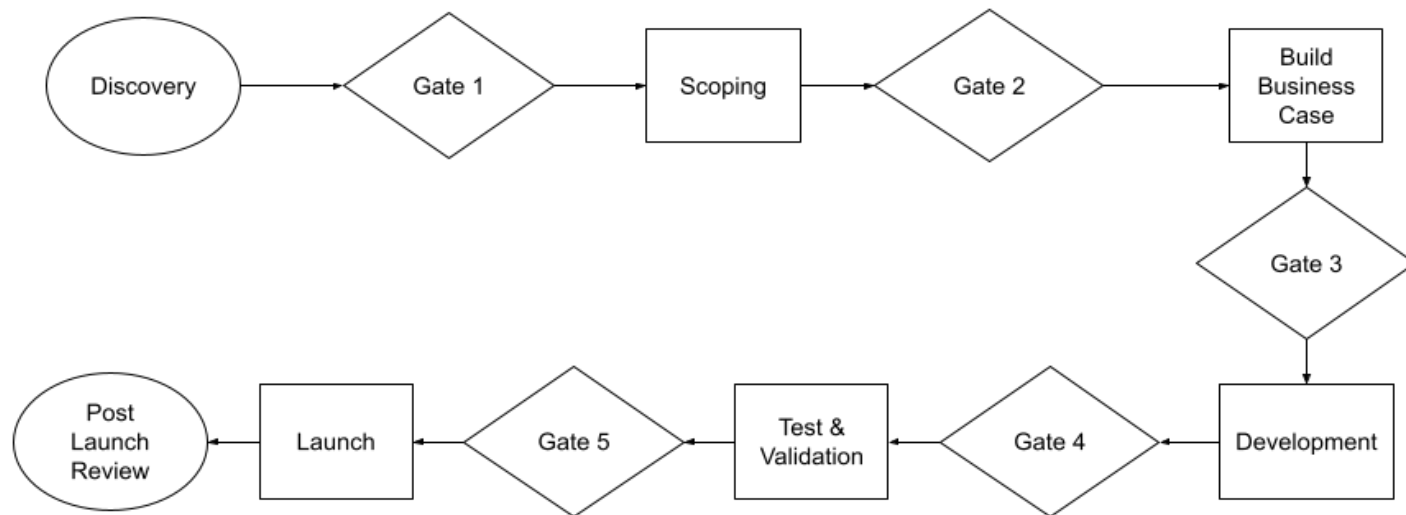 Discovery
Gate 1
Scoping
Gate 2
Build
Business
Case
Gate 3
Development
Gate 4
Test &
Validation
Gate 5
Launch
Post
Launch
Review